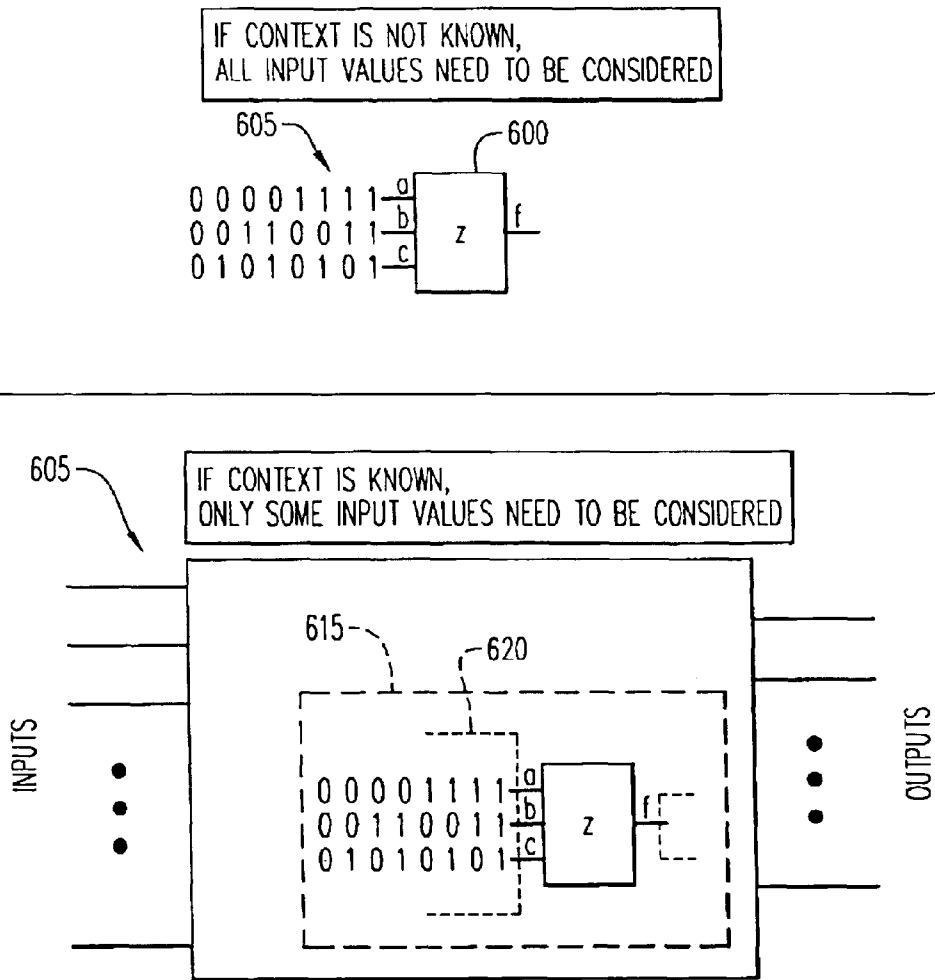 IF CONTEXT IS NOT KNOWN,
ALL INPUT VALUES NEED TO BE CONSIDERED
605
600
0 0 0 0 1 1 1 1 a
0 0 1 1 0 0 1 1 b
0 1 0 1 0 1 0 1 c
z
f
605
IF CONTEXT IS KNOWN,
ONLY SOME INPUT VALUES NEED TO BE CONSIDERED
615
620
INPUTS
0 0 0 0 1 1 1 1 a
0 0 1 1 0 0 1 1 b
0 1 0 1 0 1 0 1 c
z
f
OUTPUTS